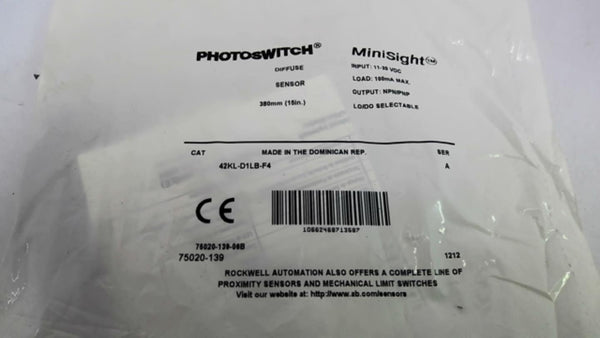 PHOTOSWITCH® MiniSight™
DIFFUSE INPUT: 11-30 VDC
SENSOR LOAD: 100mA MAX.
380mm (15in.) OUTPUT: NPN/PNP
LO/DO SELECTABLE
CAT MADE IN THE DOMINICAN REP. SER
42KL-D1LB-F4 A
CE
10662468713587
75020-139-06B
75020-139 1212
ROCKWELL AUTOMATION ALSO OFFERS A COMPLETE LINE OF
PROXIMITY SENSORS AND MECHANICAL LIMIT SWITCHES
Visit our website at: http://www.ab.com/sensors